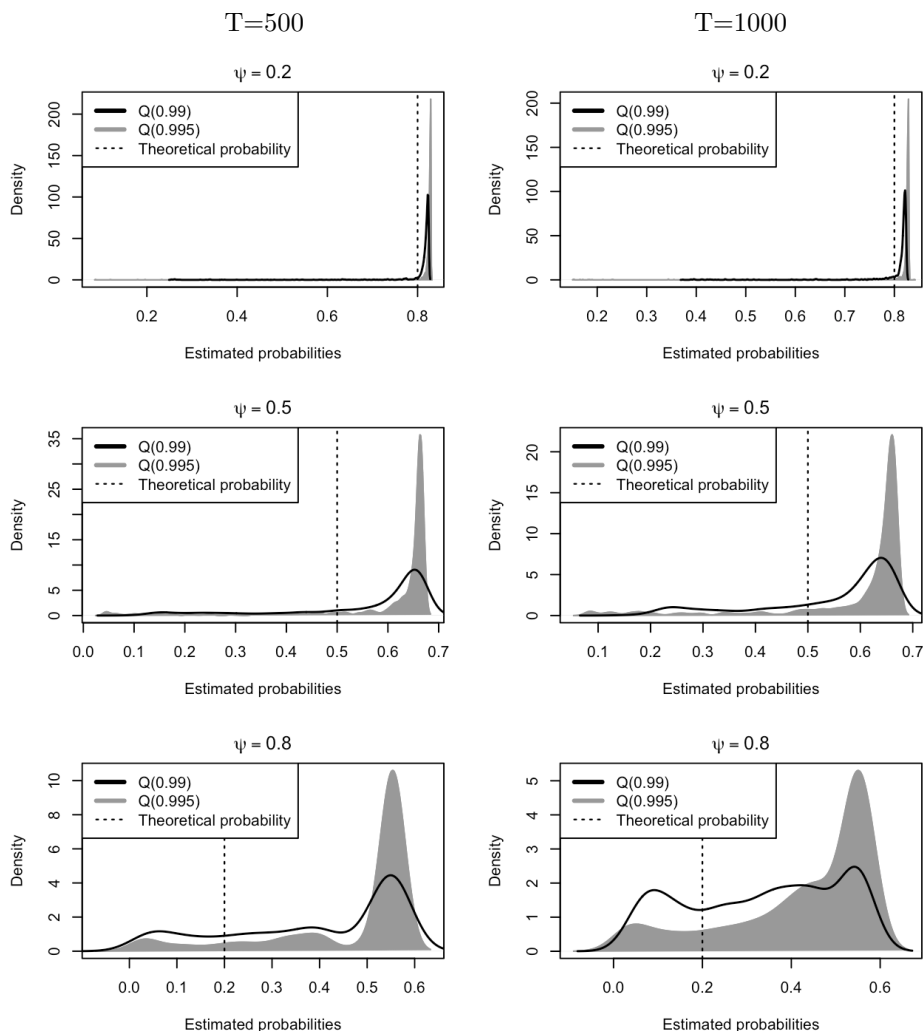 T=500
T=1000
ψ = 0.2
Q(0.99)
Q(0.995)
Theoretical probability
Density
0 50 100 150 200
0.2 0.4 0.6 0.8
Estimated probabilities
ψ = 0.2
Q(0.99)
Q(0.995)
Theoretical probability
Density
0 50 100 150 200
0.2 0.3 0.4 0.5 0.6 0.7 0.8
Estimated probabilities
ψ = 0.5
Q(0.99)
Q(0.995)
Theoretical probability
Density
0 5 15 25 35
0.0 0.1 0.2 0.3 0.4 0.5 0.6 0.7
Estimated probabilities
ψ = 0.5
Q(0.99)
Q(0.995)
Theoretical probability
Density
0 5 10 15 20
0.1 0.2 0.3 0.4 0.5 0.6 0.7
Estimated probabilities
ψ = 0.8
Q(0.99)
Q(0.995)
Theoretical probability
Density
0 2 4 6 8 10
0.0 0.1 0.2 0.3 0.4 0.5 0.6
Estimated probabilities
ψ = 0.8
Q(0.99)
Q(0.995)
Theoretical probability
Density
0 1 2 3 4 5
0.0 0.2 0.4 0.6
Estimated probabilities